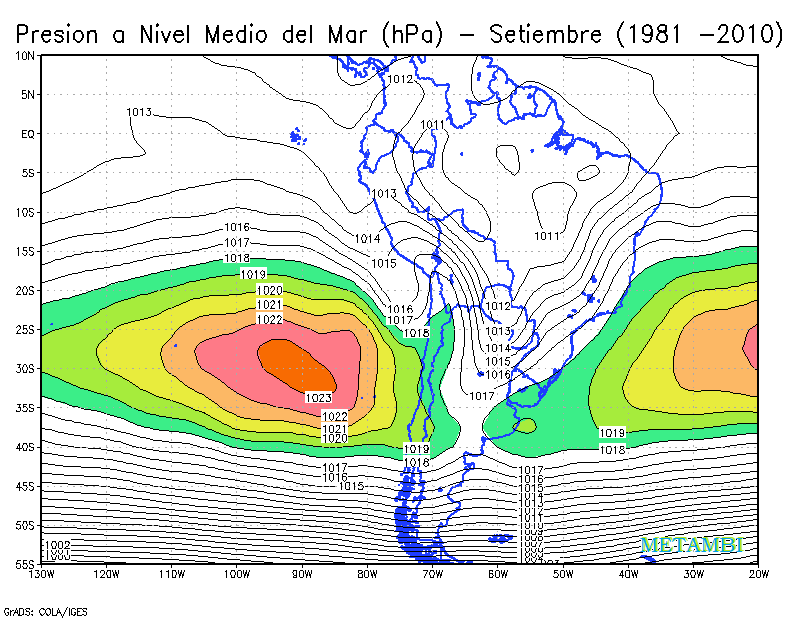 Presion a Nivel Medio del Mar (hPa) – Setiembre (1981 –2010)
10N
5N
EQ
5S
10S
15S
20S
25S
30S
35S
40S
45S
50S
55S
1012
1013
1011
1013
1011
1014
1015
1016
1017
1018
1019
1020
1021
1022
1023
1016
1017
1018
1012
1013
1014
1015
1016
1017
1022
1021
1020
1019
1018
1017
1016
1015
1019
1018
1017
1016
1015
1014
1013
1011
1010
1002
1001
1000
METAMBI
130W 120W 110W 100W 90W 80W 70W 60W 50W 40W 30W 20W
GrADS: COLA/IGES